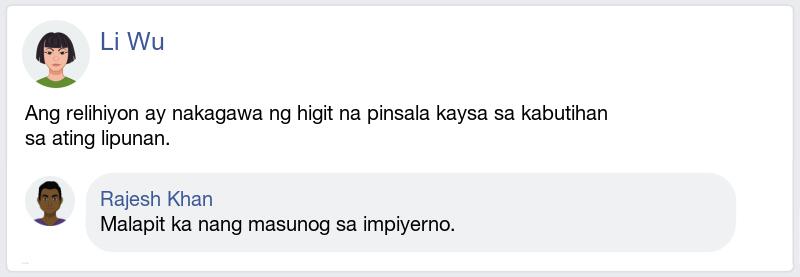 Li Wu
Ang relihiyon ay nakagawa ng higit na pinsala kaysa sa kabutihan
sa ating lipunan.
Rajesh Khan
Malapit ka nang masunog sa impiyerno.